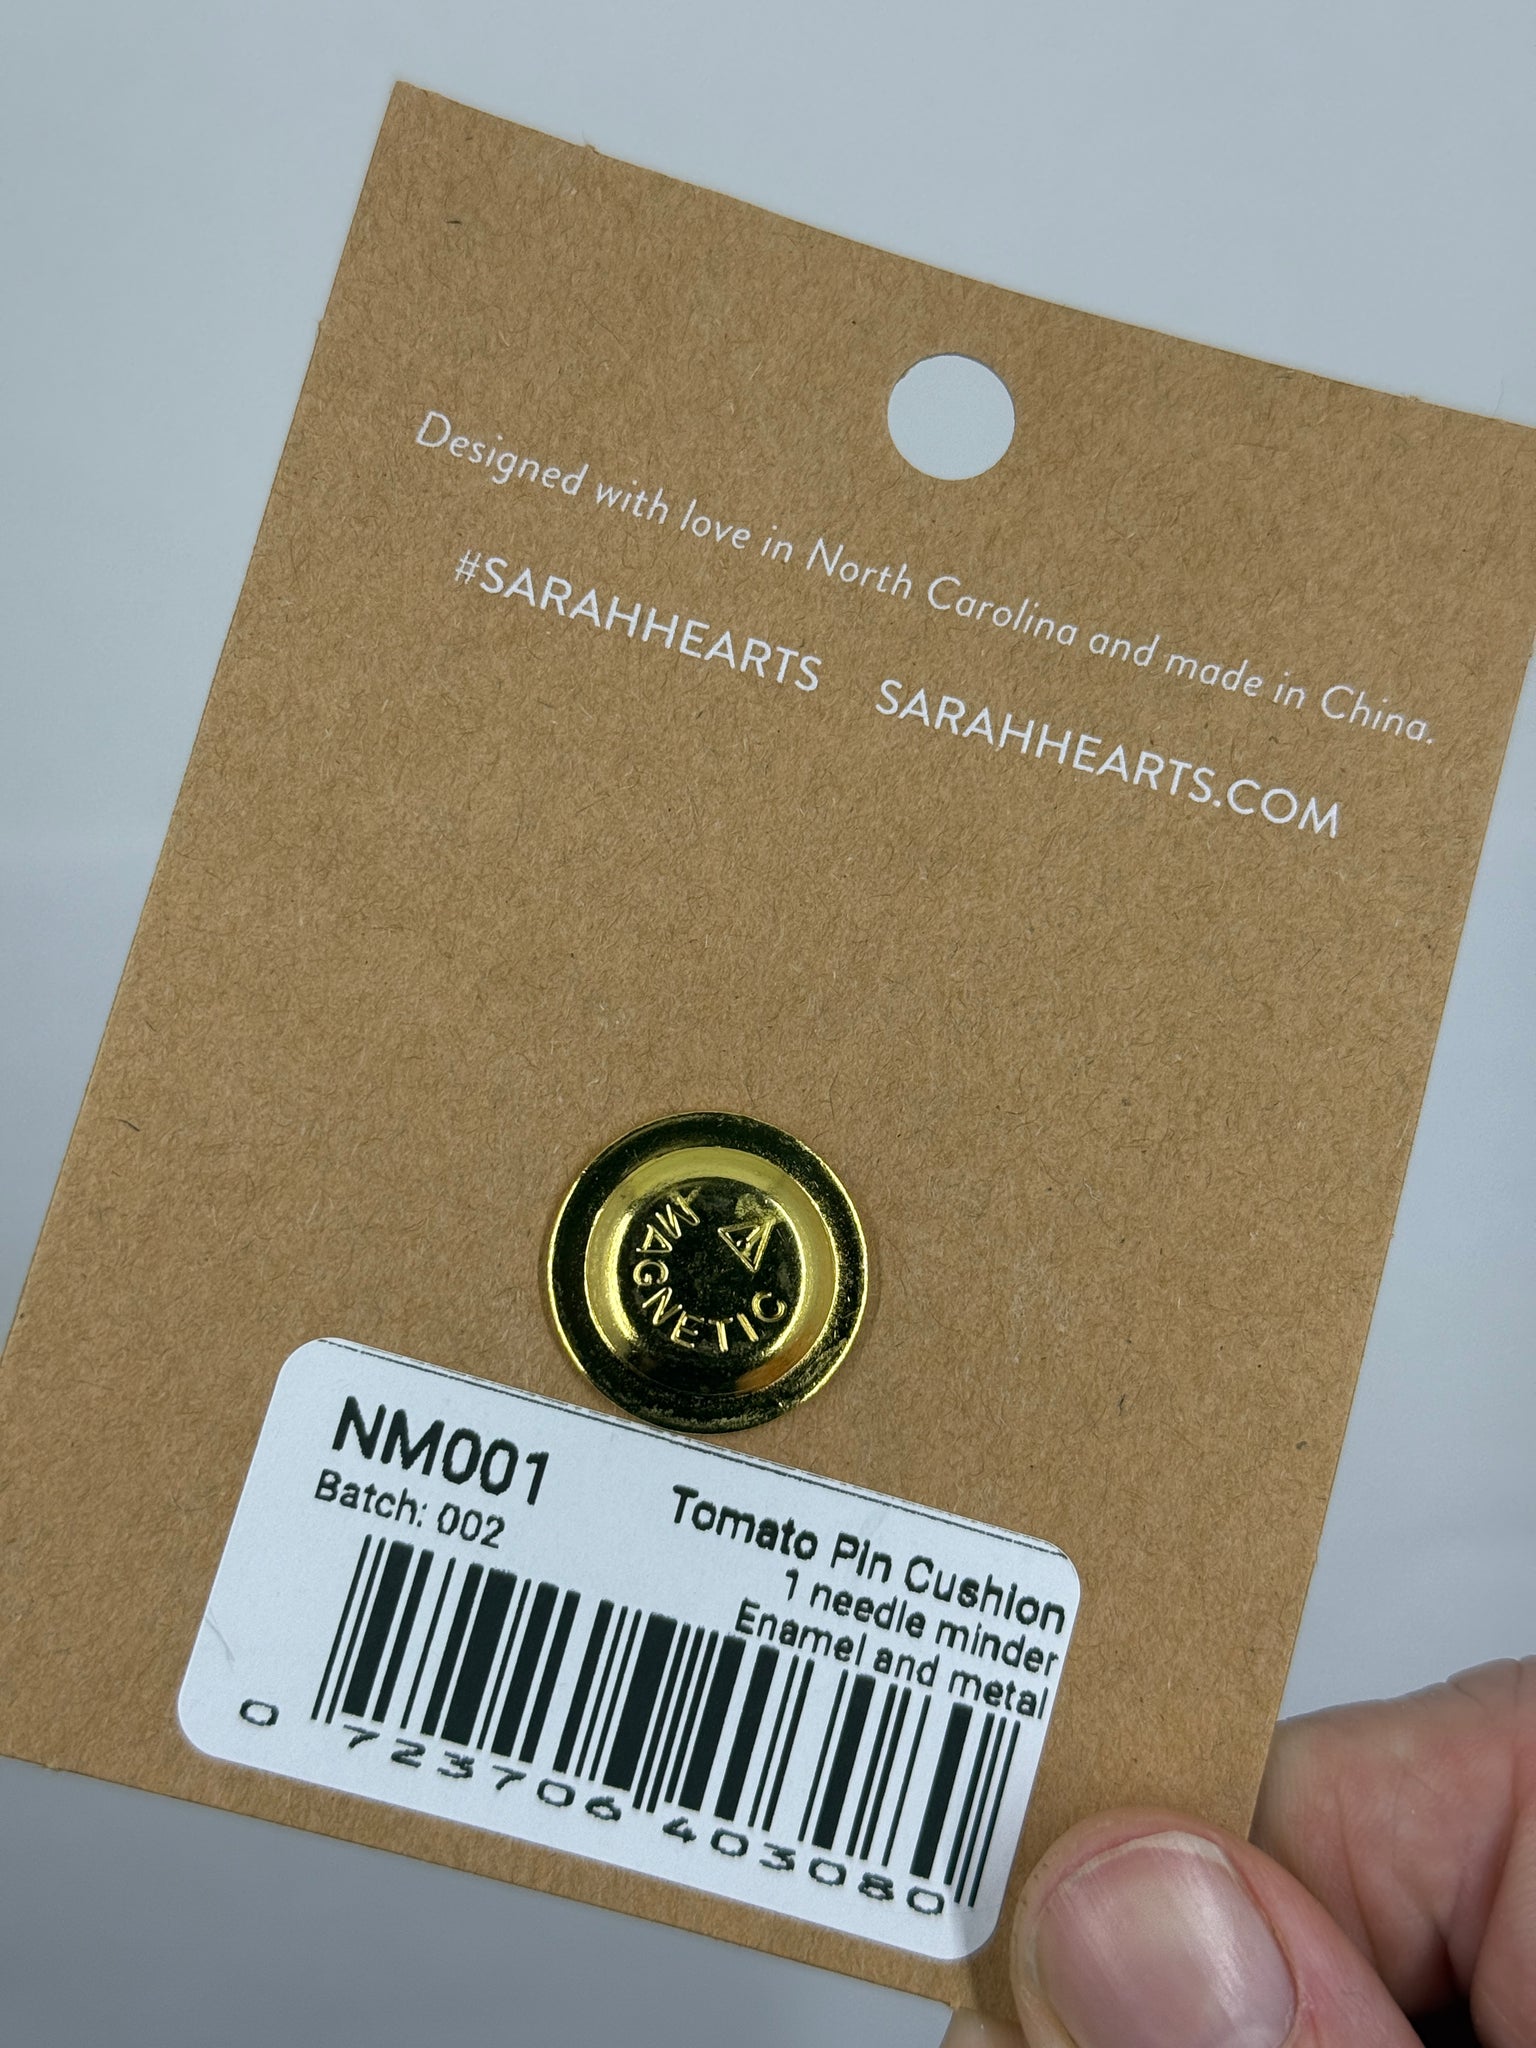 Designed with love in North Carolina and made in China.
#SARAHHEARTS SARAHHEARTS.COM
MAGNETIC
NM001
Batch: 002
Tomato Pin Cushion
1 needle minder
Enamel and metal
0 723706 403080